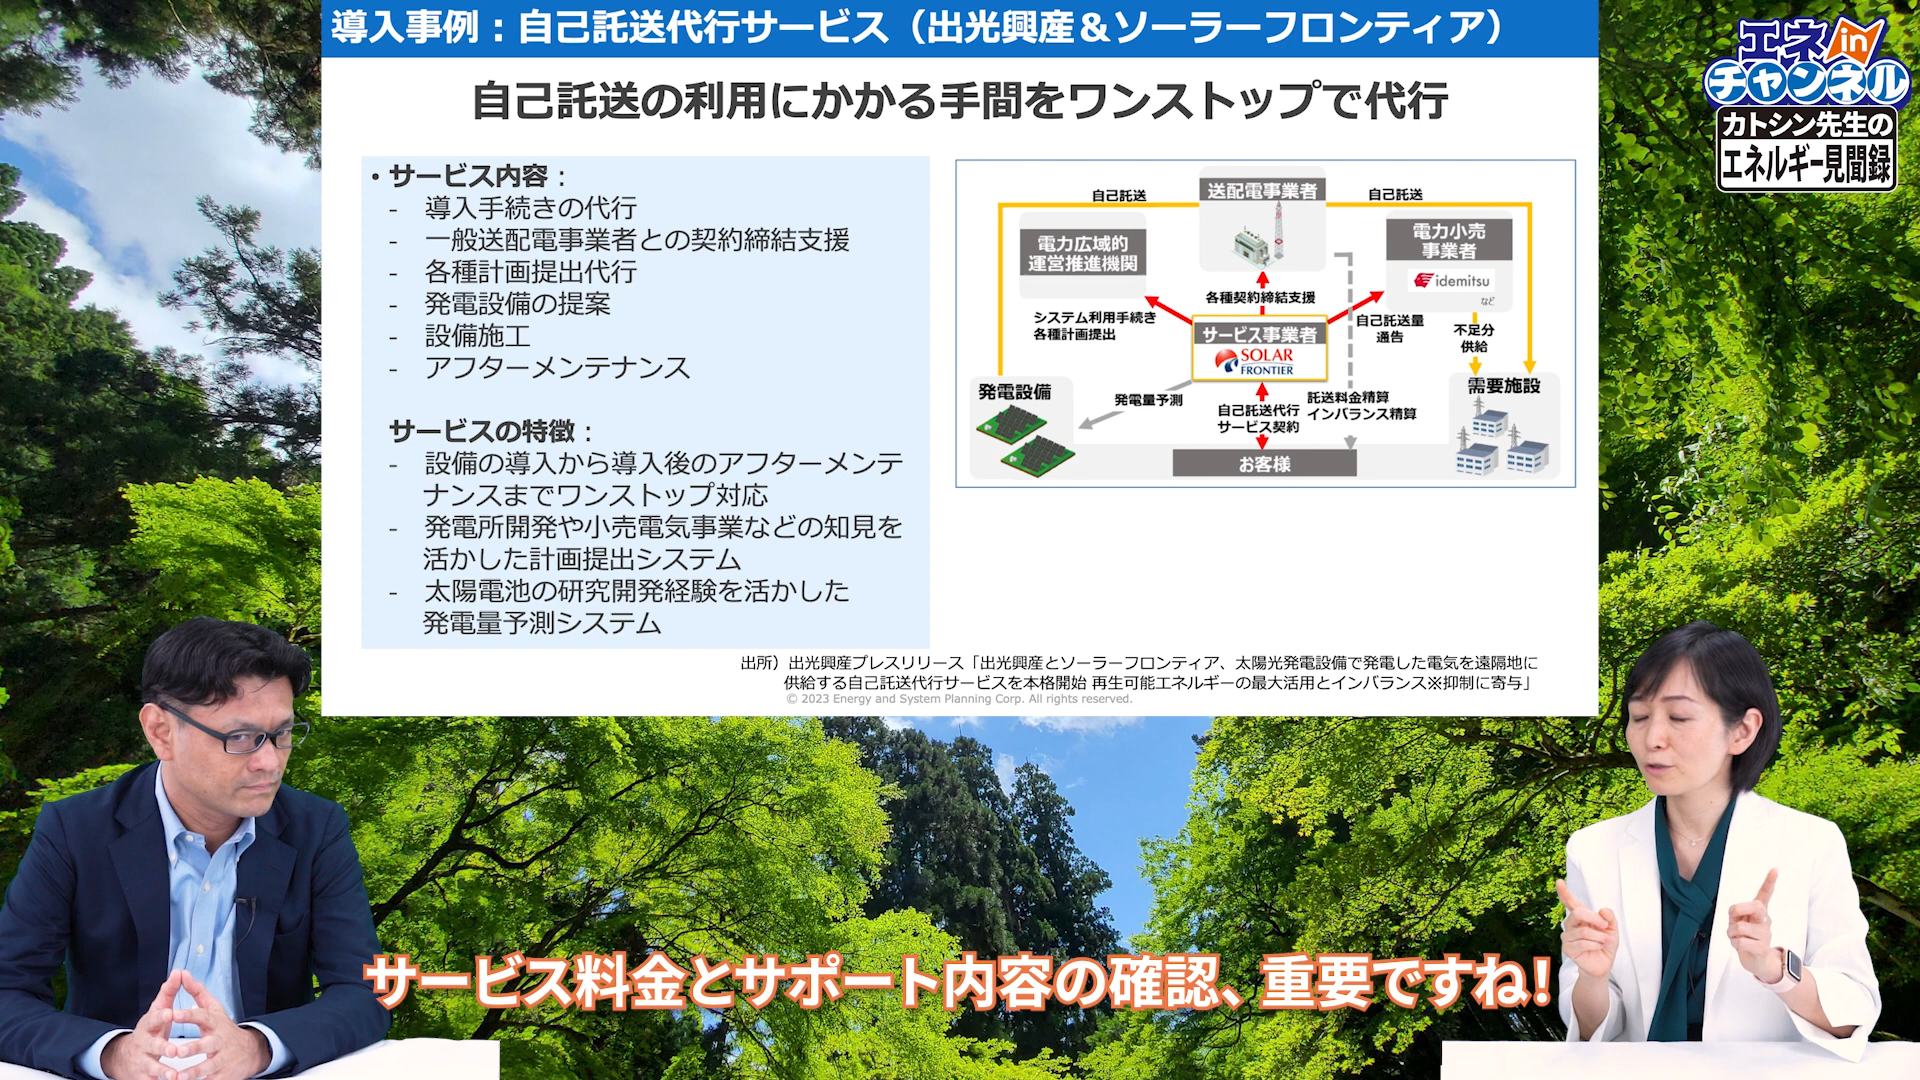 導入事例：自己託送代行サービス（出光興産＆ソーラーフロンティア）
エネinチャンネル
カトシン先生の
エネルギー見聞録
自己託送の利用にかかる手間をワンストップで代行
・サービス内容：
- 導入手続きの代行
- 一般送配電事業者との契約締結支援
- 各種計画提出代行
- 発電設備の提案
- 設備施工
- アフターメンテナンス
サービスの特徴：
- 設備の導入から導入後のアフターメンテ
ナンスまでワンストップ対応
- 発電所開発や小売電気事業などの知見を
活かした計画提出システム
- 太陽電池の研究開発経験を活かした
発電量予測システム
自己託送
送配電事業者
自己託送
電力広域的
運営推進機関
電力小売
事業者
idemitsu
など
各種契約締結支援
システム利用手続き
各種計画提出
サービス事業者
SOLAR
FRONTIER
自己託送量
通告
不足分
供給
発電設備
発電量予測
自己託送代行
サービス契約
託送料金精算
インバランス精算
需要施設
お客様
出所）出光興産プレスリリース「出光興産とソーラーフロンティア、太陽光発電設備で発電した電気を遠隔地に
供給する自己託送代行サービスを本格開始 再生可能エネルギーの最大活用とインバランス※抑制に寄与」
© 2023 Energy and System Planning Corp. All rights reserved.
サービス料金とサポート内容の確認、重要ですね！